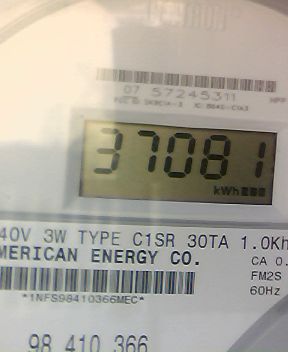 07 57245311
37081
kWh
40V 3W TYPE C1SR 30TA 1.0Kh
MERICAN ENERGY CO.
CA 0.
FM2S
60Hz
*1NFS98410366MEC*
98 410 366